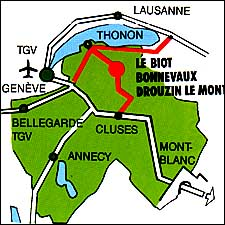 LAUSANNE
TGV
THONON
GENÈVE
LE BIOT
BONNEVAUX
DROUZIN LE MONT
BELLEGARDE
TGV
CLUSES
ANNECY
MONT-
BLANC